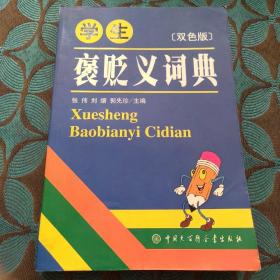 学生
[双色版]
褒贬义词典
张伟 刘缙 郭先珍/主编
Xuesheng
Baobianyi Cidian
中国大百科全书出版社